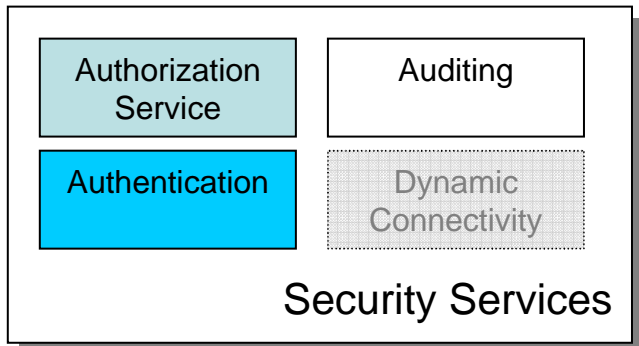 Authorization
Service
Auditing
Authentication
Dynamic
Connectivity
Security Services